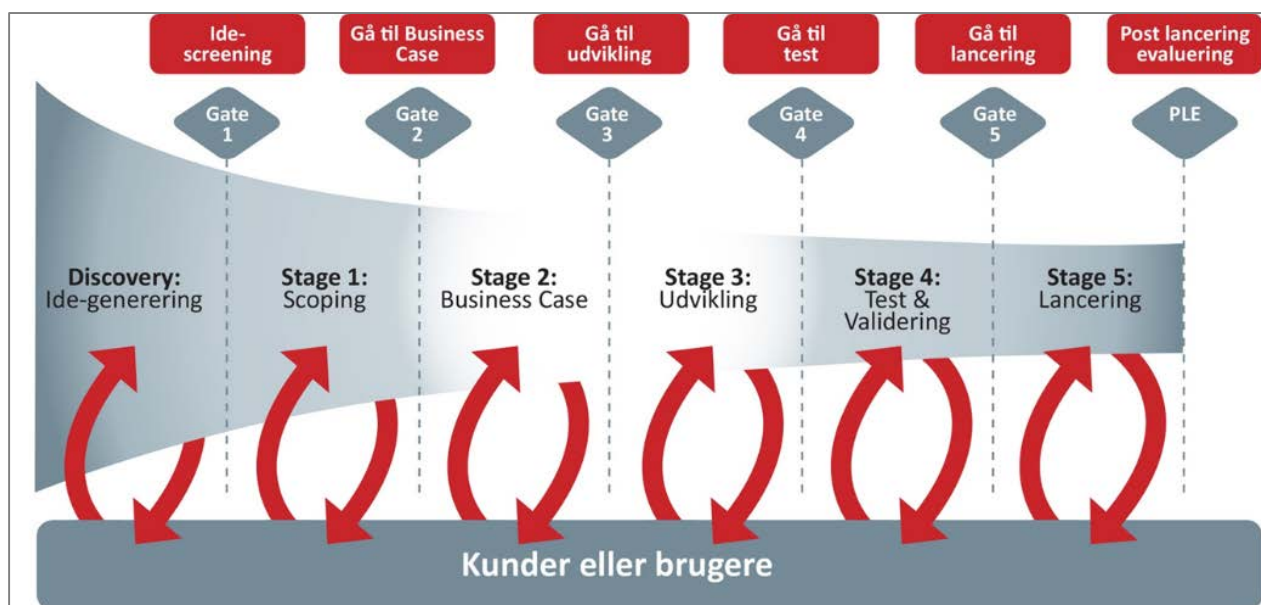 Ide-
screening
Gå til Business
Case
Gå til
udvikling
Gå til
test
Gå til
lancering
Post lancering
evaluering
Gate
1
Gate
2
Gate
3
Gate
4
Gate
5
PLE
Discovery:
Ide-generering
Stage 1:
Scoping
Stage 2:
Business Case
Stage 3:
Udvikling
Stage 4:
Test &
Validering
Stage 5:
Lancering
Kunder eller brugere